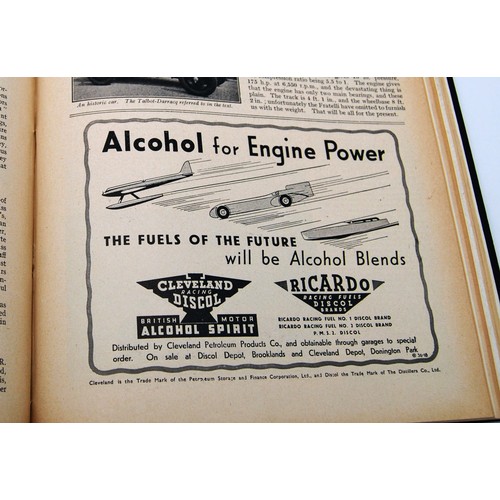 An historic car. The Talbot-Darracq referred to in the text.
ratio being 5.5 to 1. The
175 h.p. at 6,550 r.p.m., and the devastating thing is
that the engine has only two main bearings, and these
plain. The track is 4 ft. 1 in., and the wheelbase 8 ft.
2 in.; unfortunately the Fratelli have omitted to furnish
us with the weight. That will be all for the present.
Alcohol for Engine Power
THE FUELS OF THE FUTURE
will be Alcohol Blends
CLEVELAND
RACING
DISCOL
BRITISH MOTOR
ALCOHOL SPIRIT
RICARDO
RACING FUELS
DISCOL
BRANDS
RICARDO RACING FUEL NO. 1 DISCOL BRAND
RICARDO RACING FUEL NO. 2 DISCOL BRAND
P.M.S.2. DISCOL
Distributed by Cleveland Petroleum Products Co., and obtainable through garages to special
order. On sale at Discol Depot, Brooklands and Cleveland Depot, Donington Park
Cleveland is the Trade Mark of the Petroleum Storage and Finance Corporation, Ltd., and Discol the Trade Mark of The Distillers Co., Ltd.